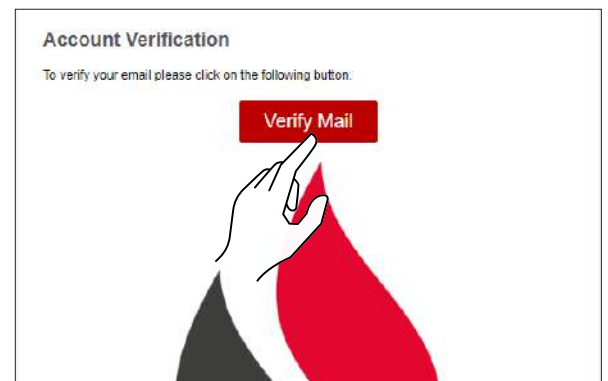 Account Verification
To verify your email please click on the following button.
Verify Mail